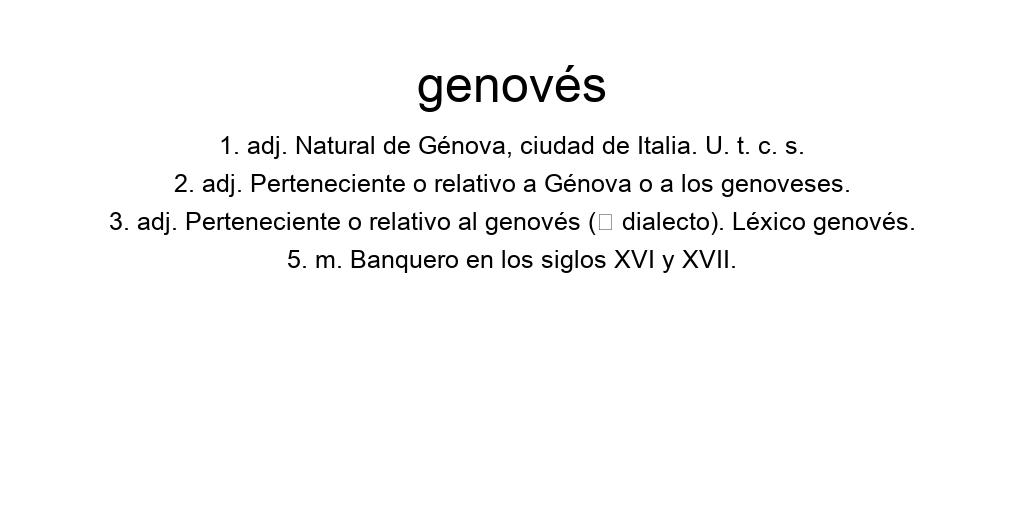 genovés
1. adj. Natural de Génova, ciudad de Italia. U. t. c. s.
2. adj. Perteneciente o relativo a Génova o a los genoveses.
3. adj. Perteneciente o relativo al genovés (□ dialecto). Léxico genovés.
5. m. Banquero en los siglos XVI y XVII.